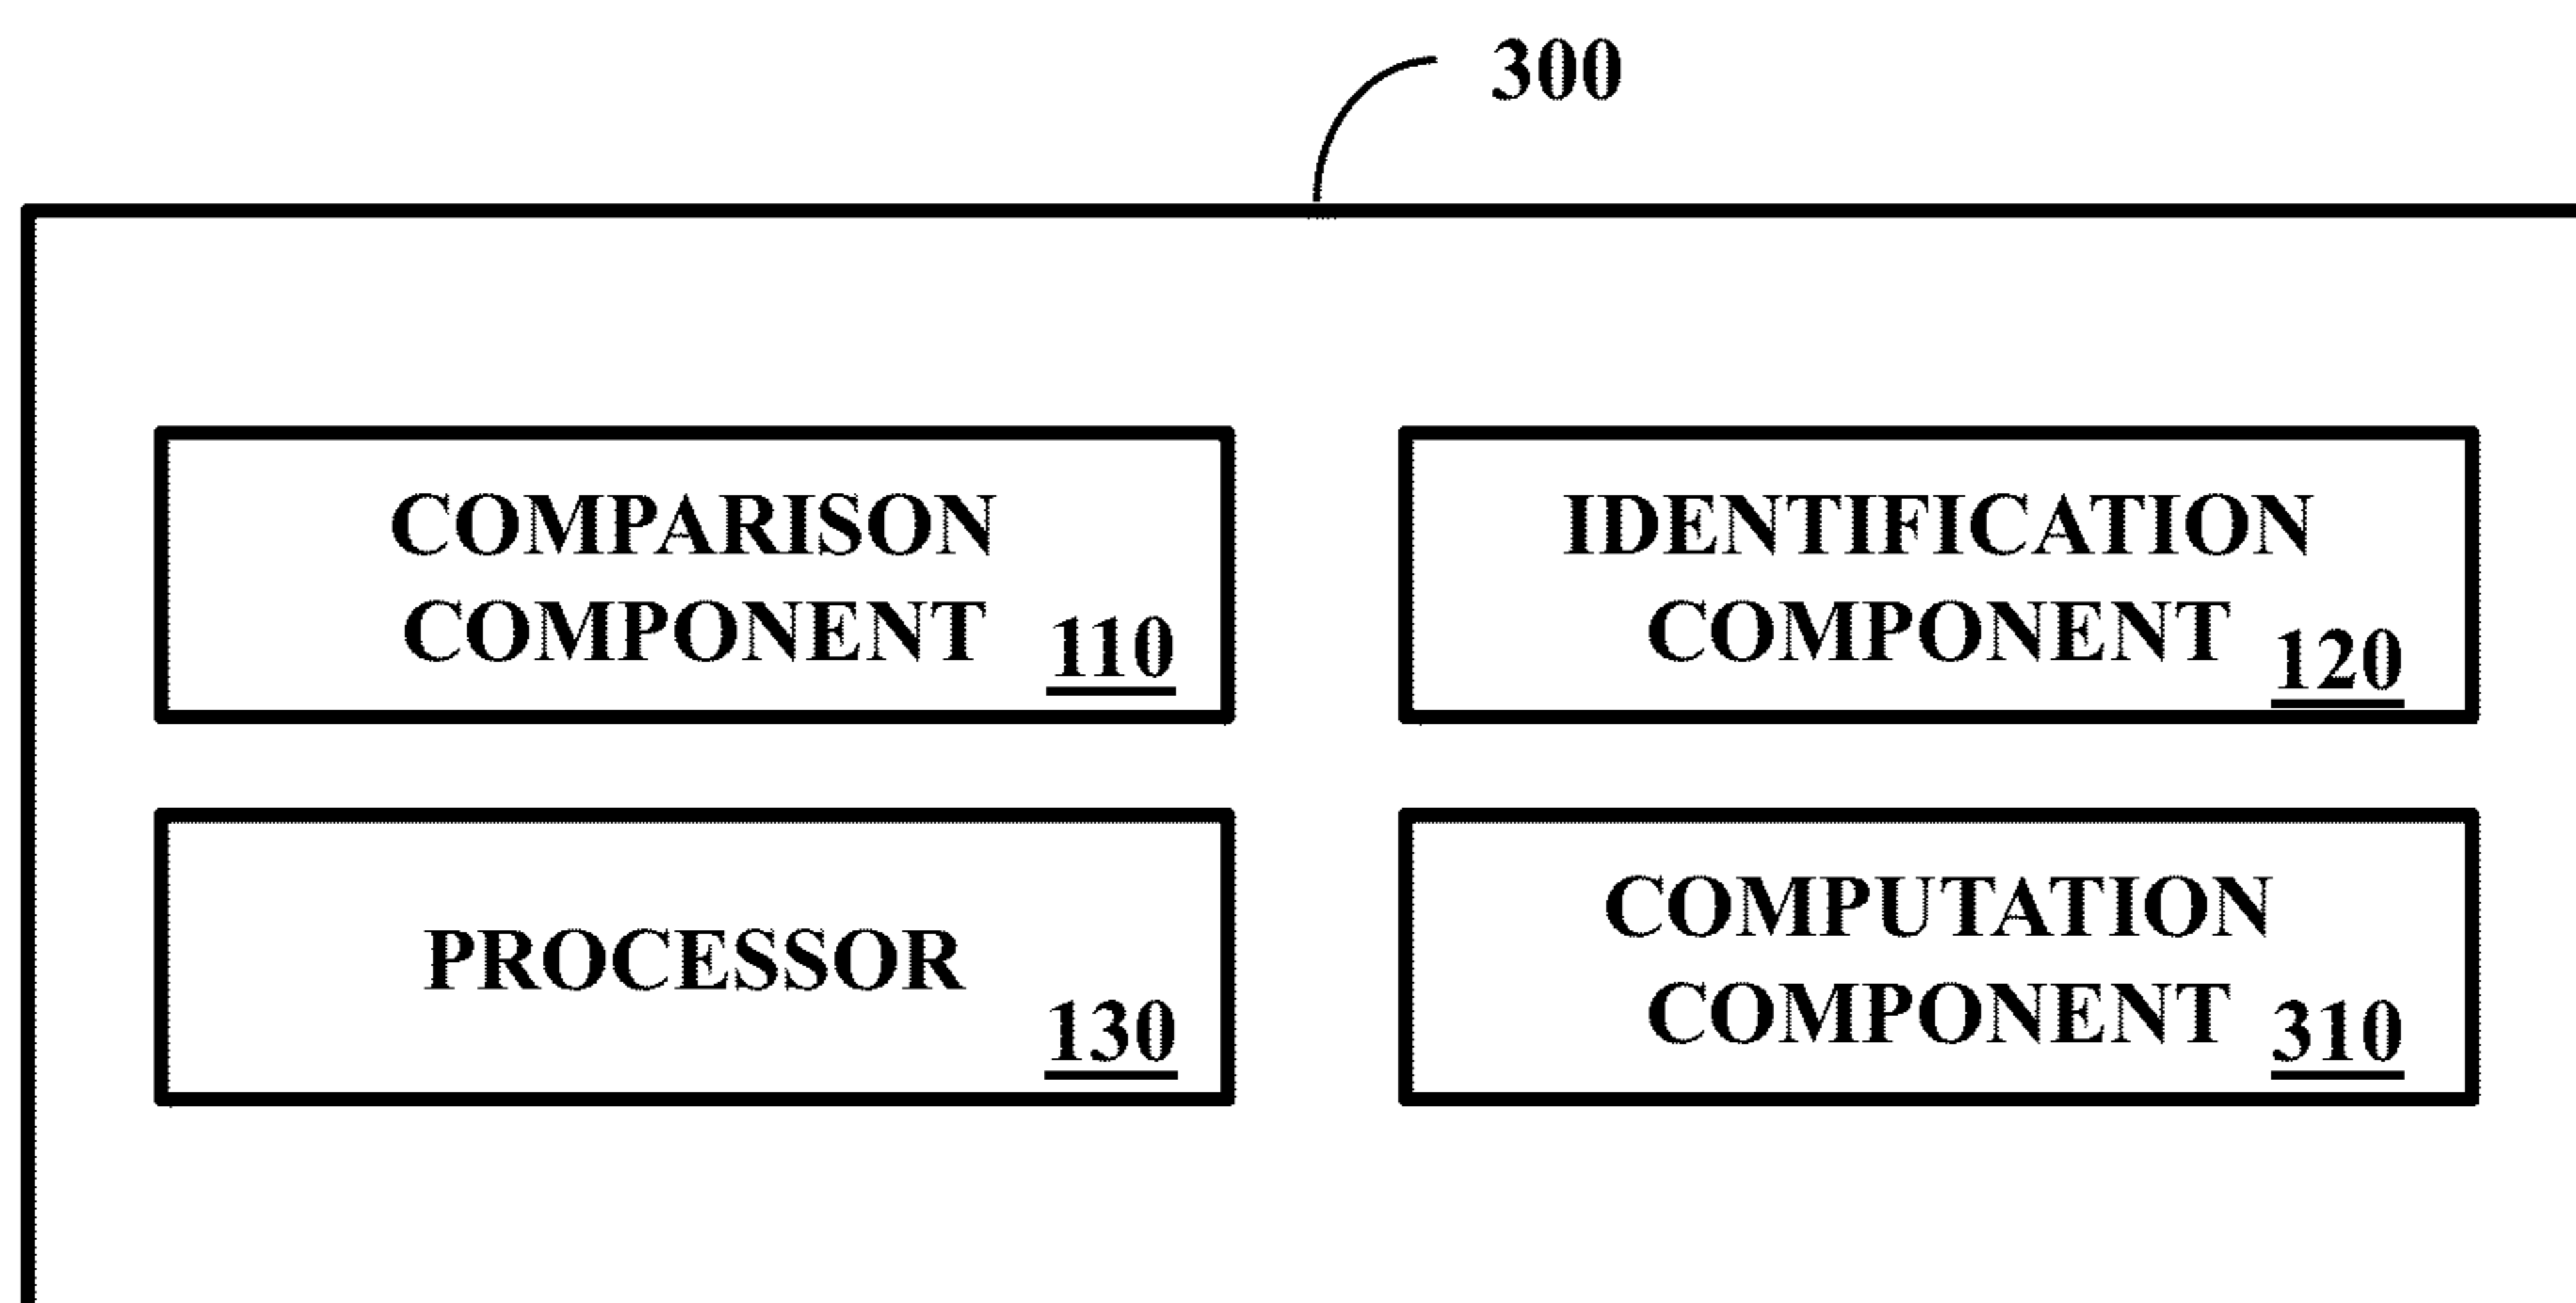 300
COMPARISON
COMPONENT 110
IDENTIFICATION
COMPONENT 120
PROCESSOR
130
COMPUTATION
COMPONENT 310